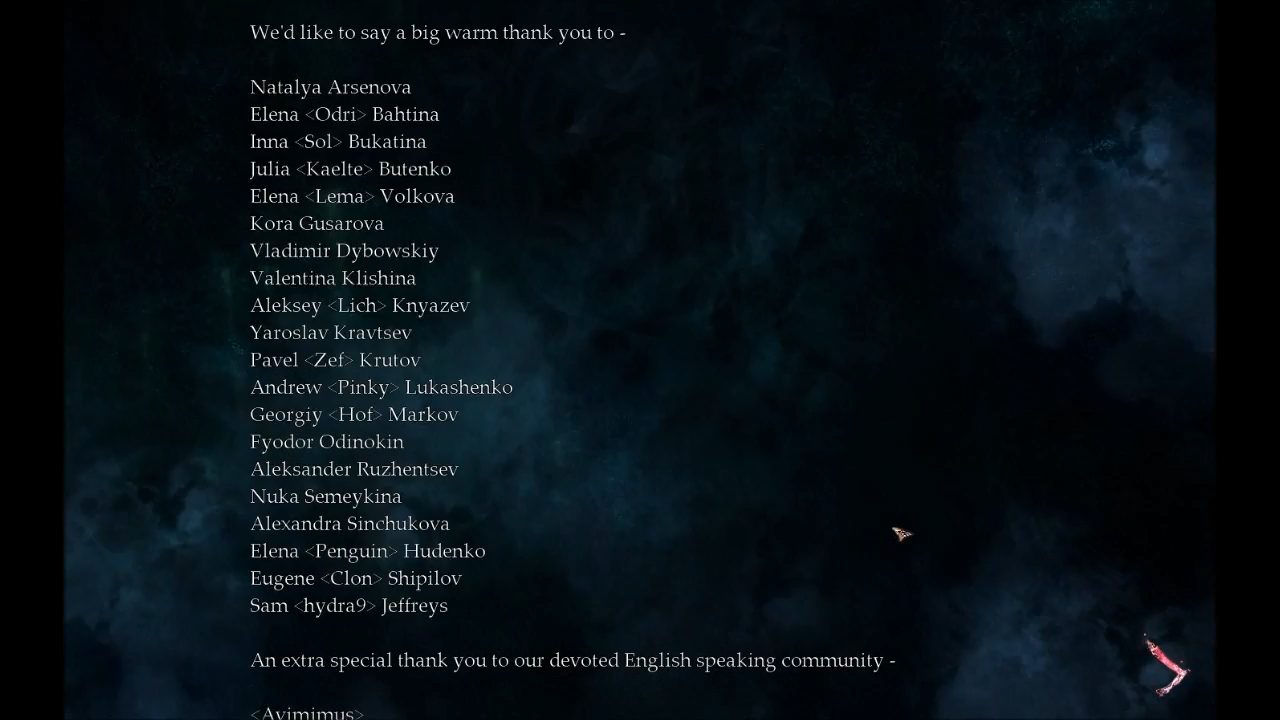 We'd like to say a big warm thank you to -
Natalya Arsenova
Elena <Odri> Bahtina
Inna <Sol> Bukatina
Julia <Kaelte> Butenko
Elena <Lema> Volkova
Kora Gusarova
Vladimir Dybowskiy
Valentina Klishina
Aleksey <Lich> Knyazev
Yaroslav Kravtsev
Pavel <Zef> Krutov
Andrew <Pinky> Lukashenko
Georgiy <Hof> Markov
Fyodor Odinokin
Aleksander Ruzhentsev
Nuka Semeykina
Alexandra Sinchukova
Elena <Penguin> Hudenko
Eugene <Clon> Shipilov
Sam <hydra9> Jeffreys
An extra special thank you to our devoted English speaking community -
<Avimimus>